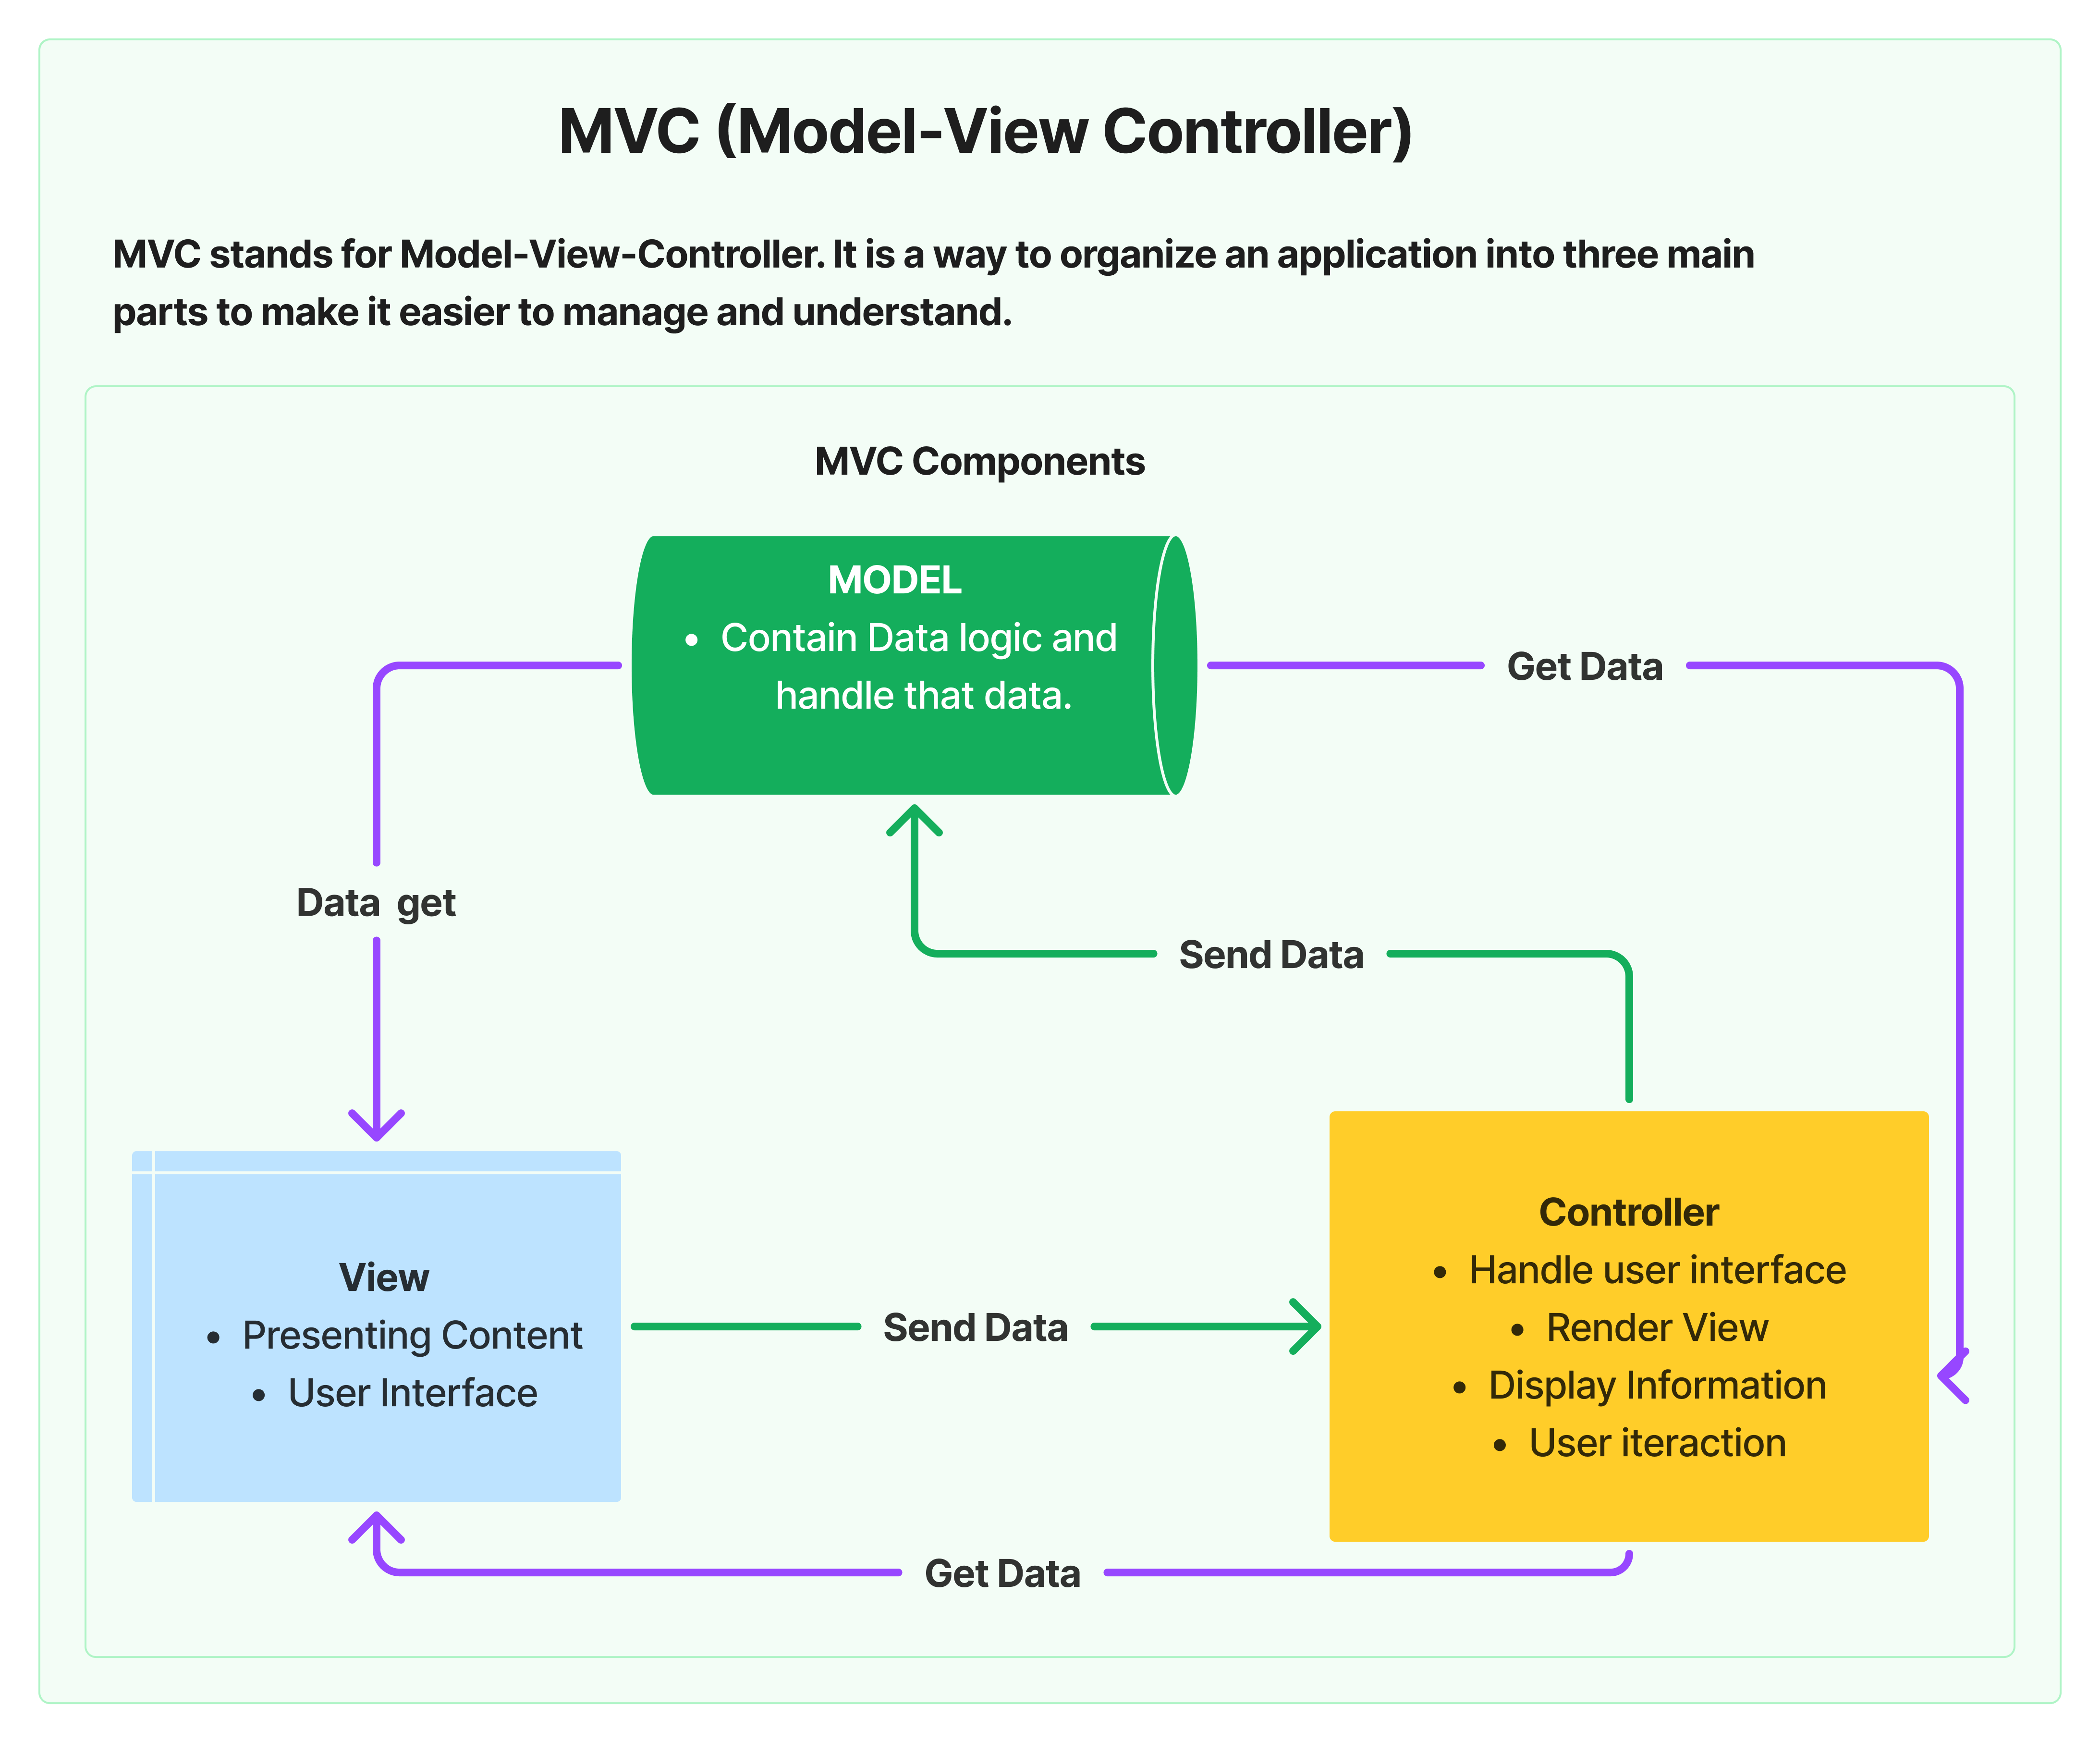 MVC (Model-View Controller)
MVC stands for Model-View-Controller. It is a way to organize an application into three main
parts to make it easier to manage and understand.
MVC Components
MODEL
• Contain Data logic and
handle that data.
Get Data
Data get
Send Data
View
• Presenting Content
• User Interface
Send Data
Controller
• Handle user interface
• Render View
• Display Information
• User iteraction
Get Data